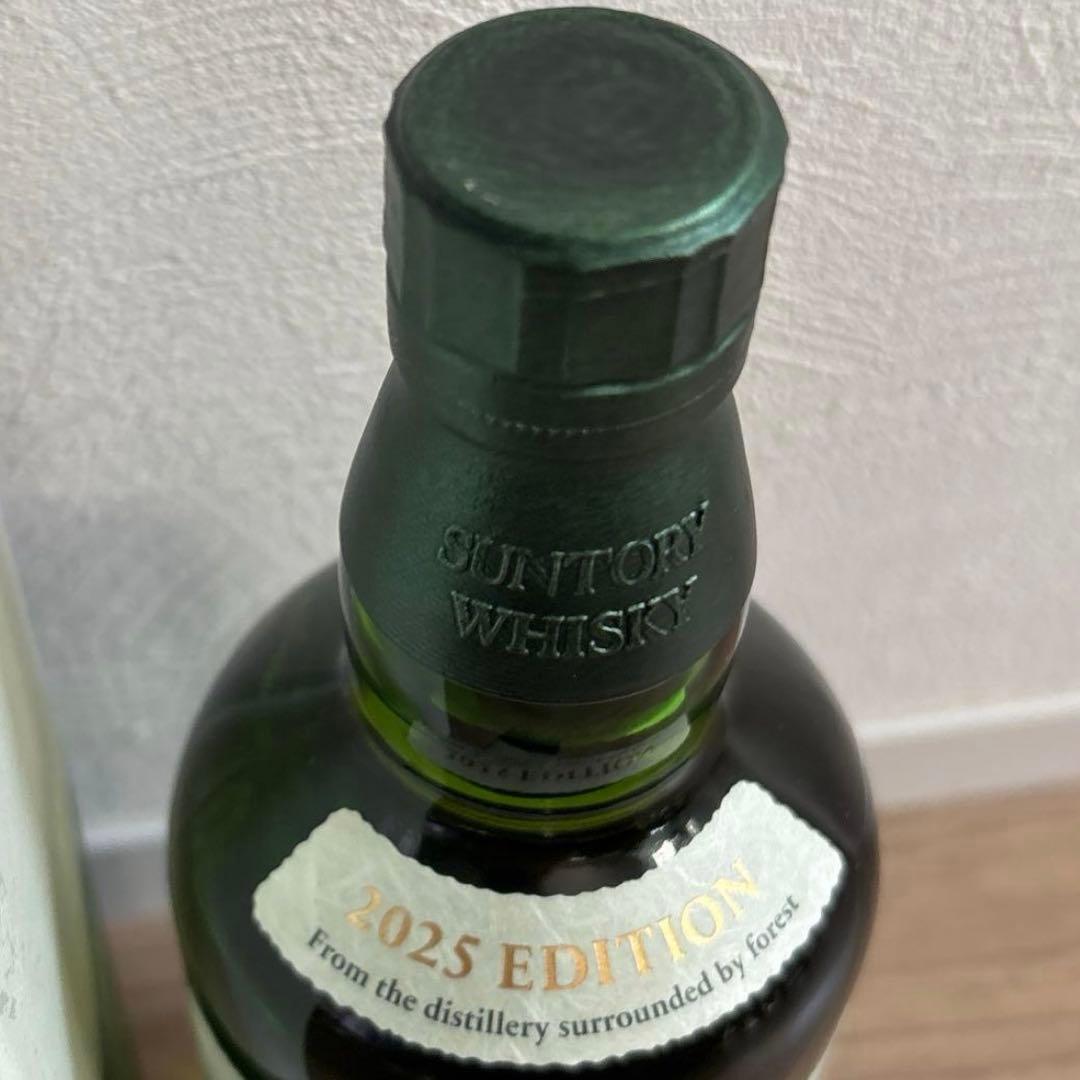 SUNTORY
WHISKY
2025 EDITION
From the distillery surrounded by forest